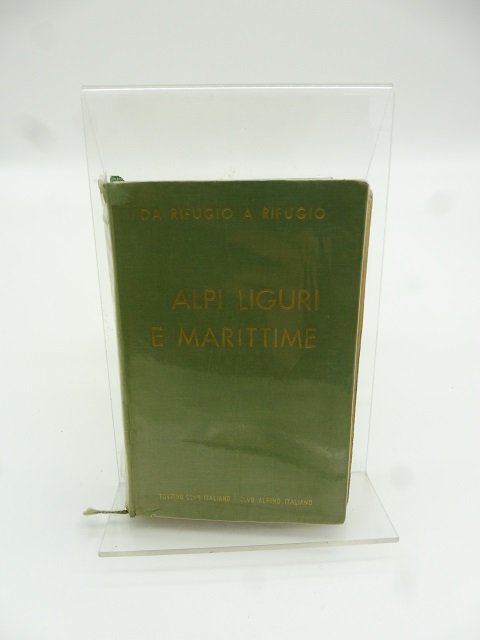 DA RIFUGIO A RIFUGIO
ALPI LIGURI
E MARITTIME
TOURING CLUB ITALIANO - CLUB ALPINO ITALIANO